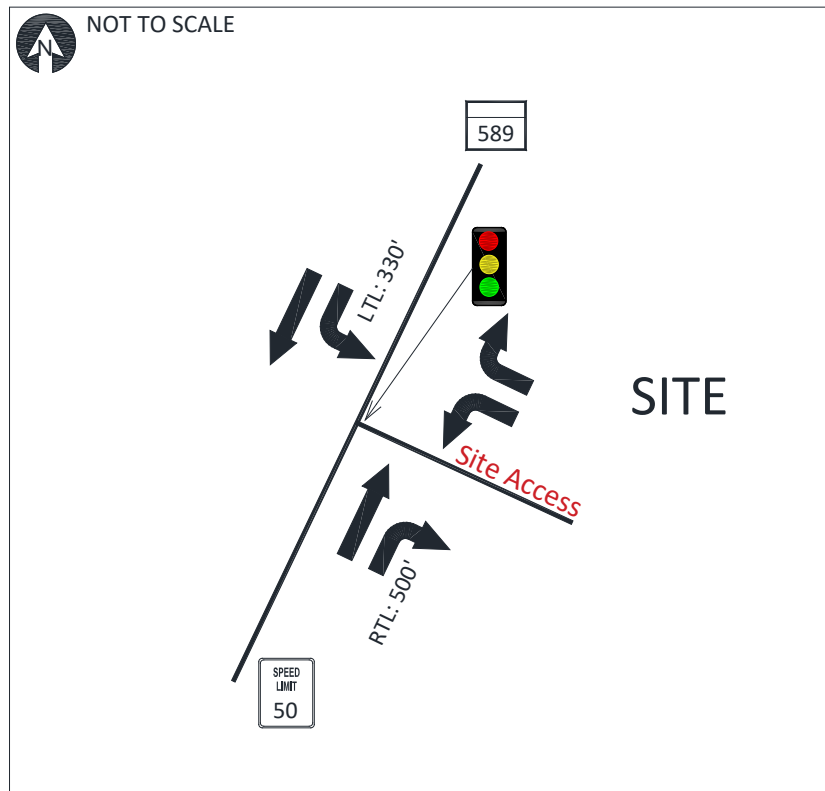 N
NOT TO SCALE
589
LTL: 330'
SITE
Site Access
RTL: 500'
SPEED
LIMIT
50